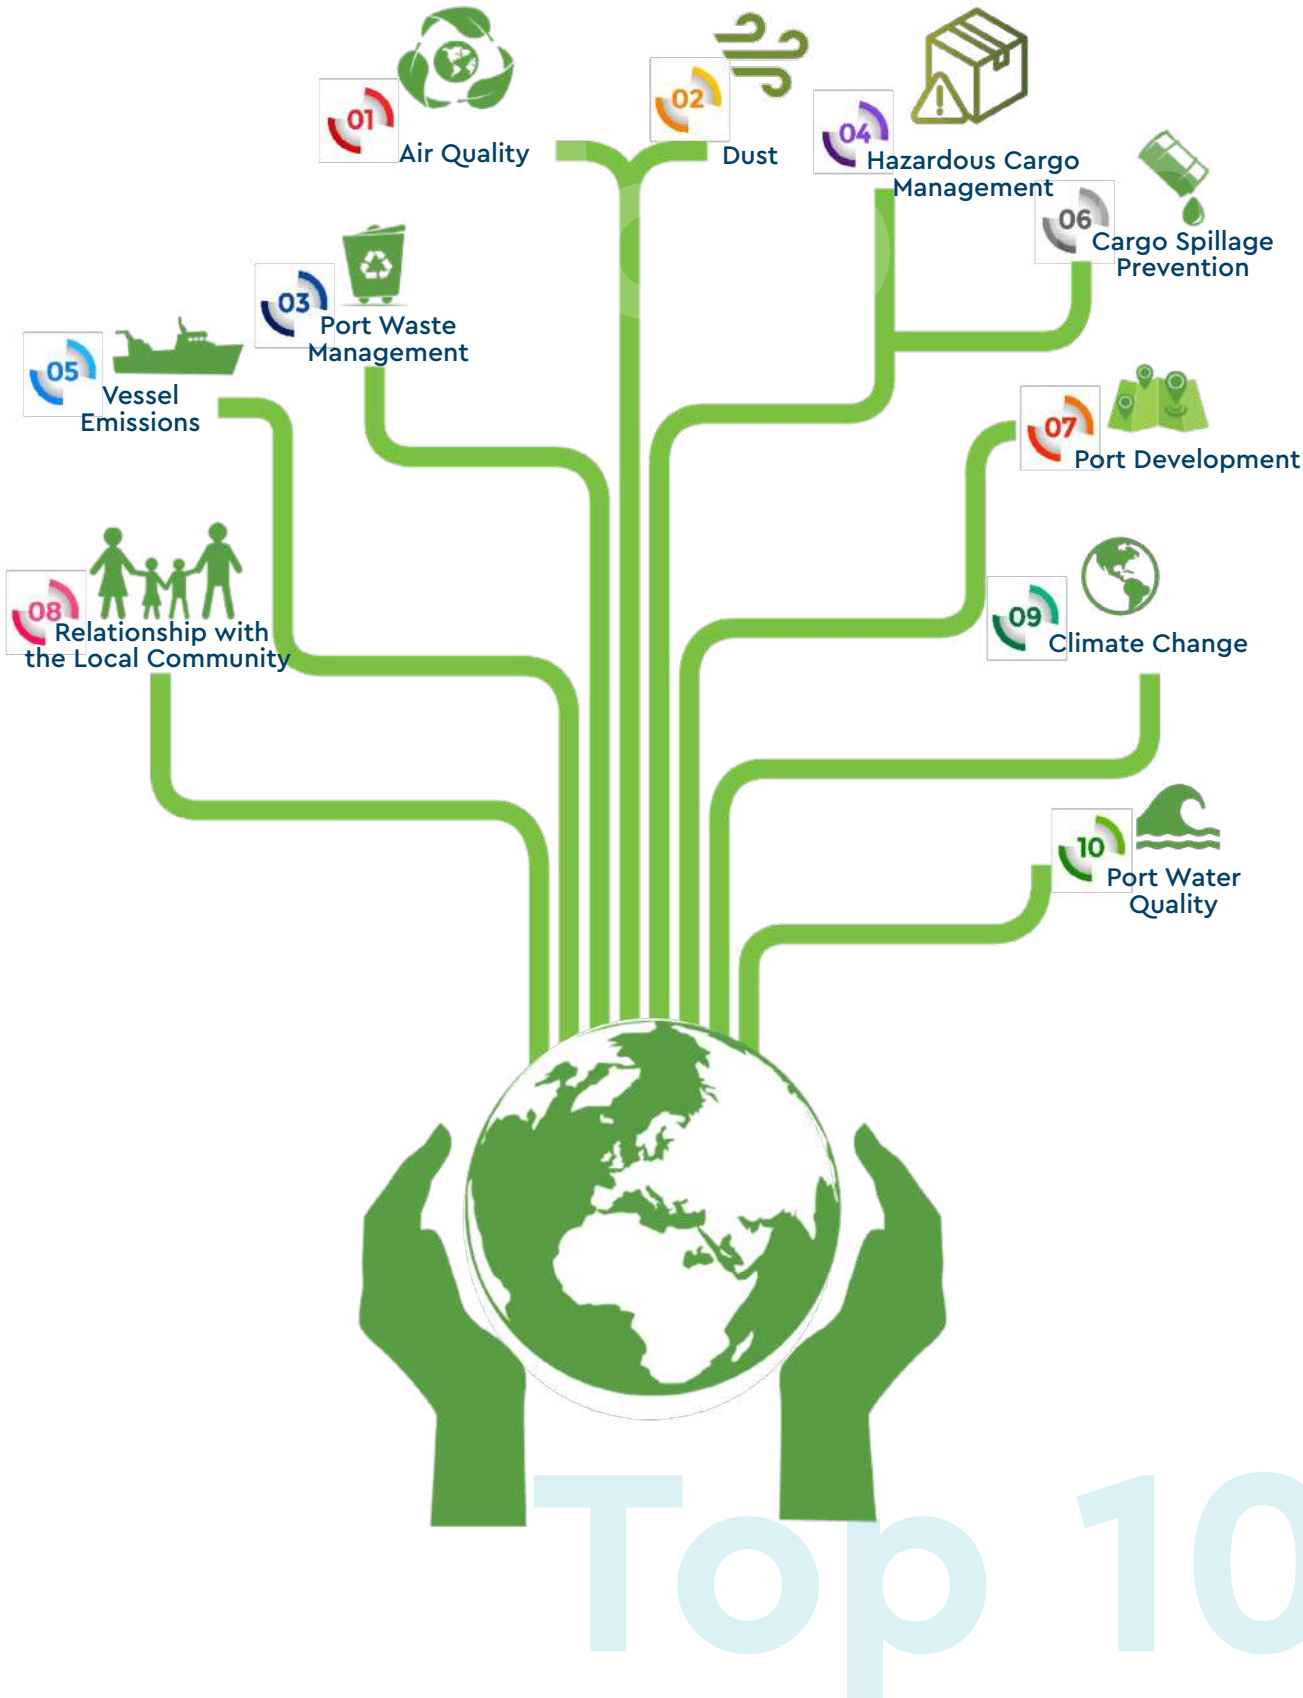 01
Air Quality
02
Dust
03
Port Waste
Management
04
Hazardous Cargo
Management
05
Vessel
Emissions
06
Cargo Spillage
Prevention
07
Port Development
08
Relationship with
the Local Community
09
Climate Change
10
Port Water
Quality
Top 10